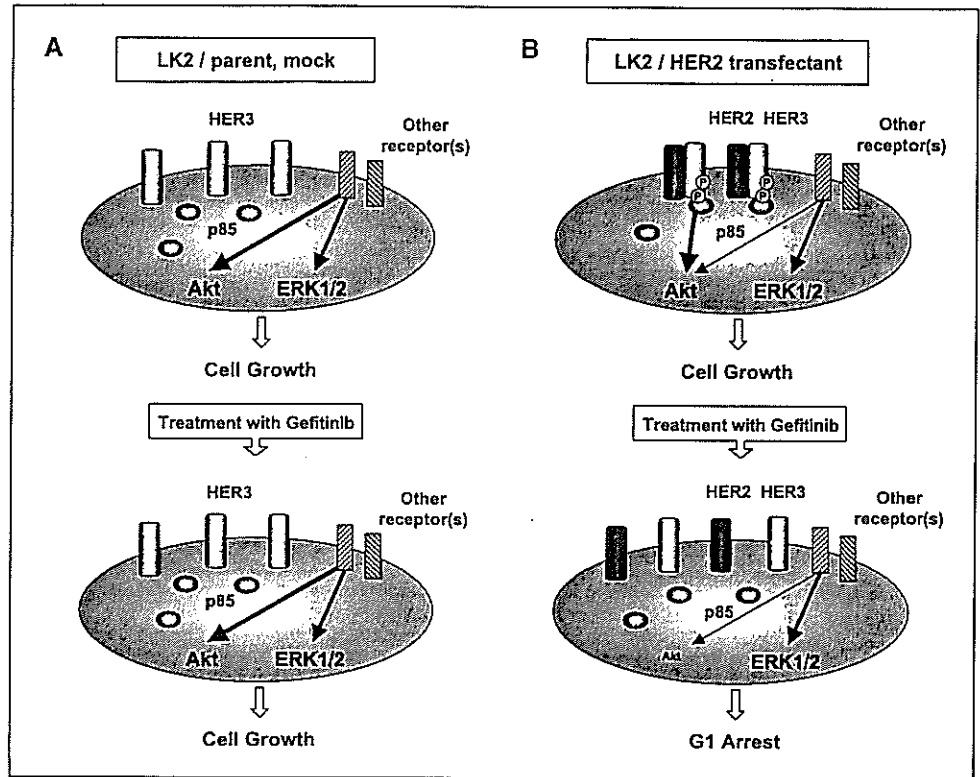 A
LK2 / parent, mock
HER3
Other
receptor(s)
p85
Akt
ERK1/2
Cell Growth
Treatment with Gefitinib
HER3
Other
receptor(s)
p85
Akt
ERK1/2
Cell Growth
B
LK2 / HER2 transfectant
HER2 HER3
Other
receptor(s)
P
P
P
P
p85
Akt
ERK1/2
Cell Growth
Treatment with Gefitinib
HER2 HER3
Other
receptor(s)
p85
Akt
ERK1/2
G1 Arrest